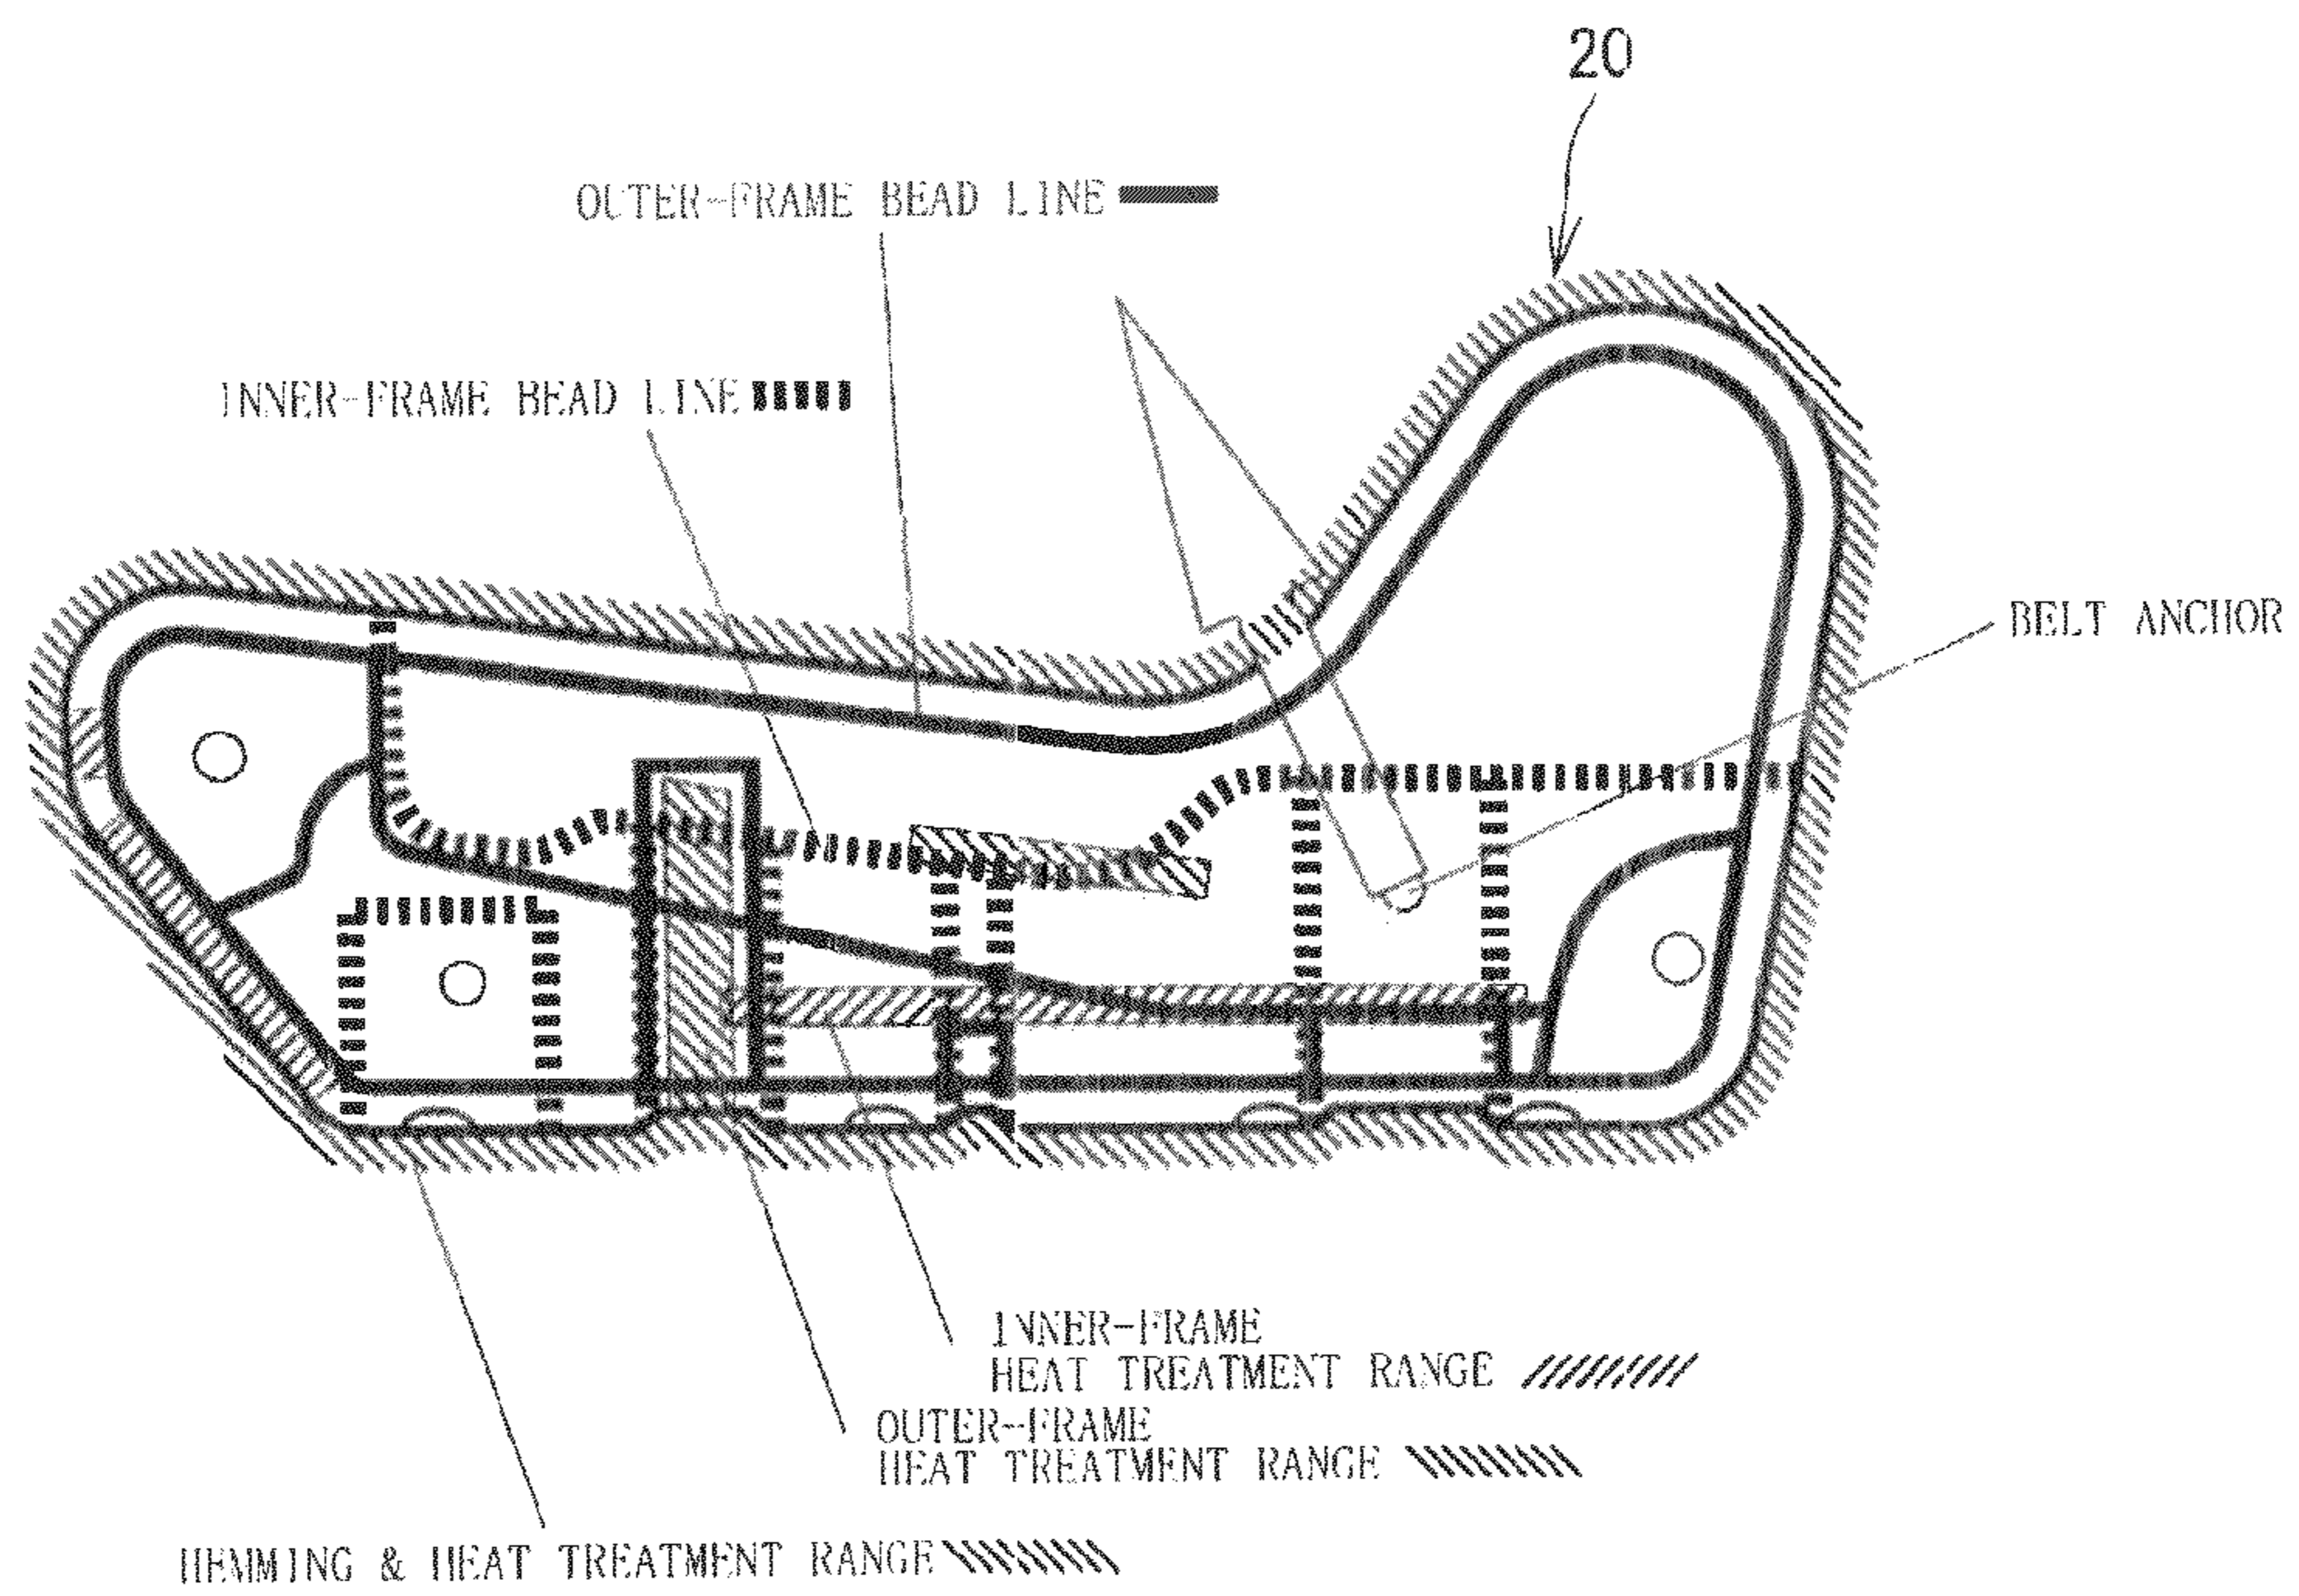 20
OUTER-FRAME BEAD LINE
INNER-FRAME BEAD LINE
BELT ANCHOR
INNER-FRAME
HEAT TREATMENT RANGE
OUTER-FRAME
HEAT TREATMENT RANGE
HEMMING & HEAT TREATMENT RANGE